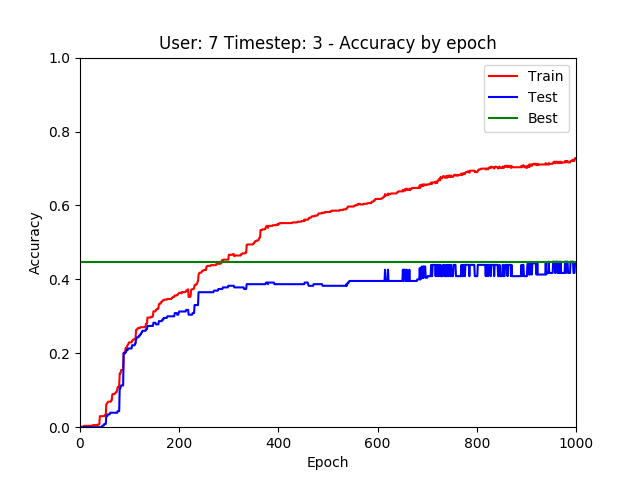 User: 7 Timestep: 3 - Accuracy by epoch
1.0
0.8
0.6
0.4
0.2
0.0
Accuracy
Train
Test
Best
0 200 400 600 800 1000
Epoch